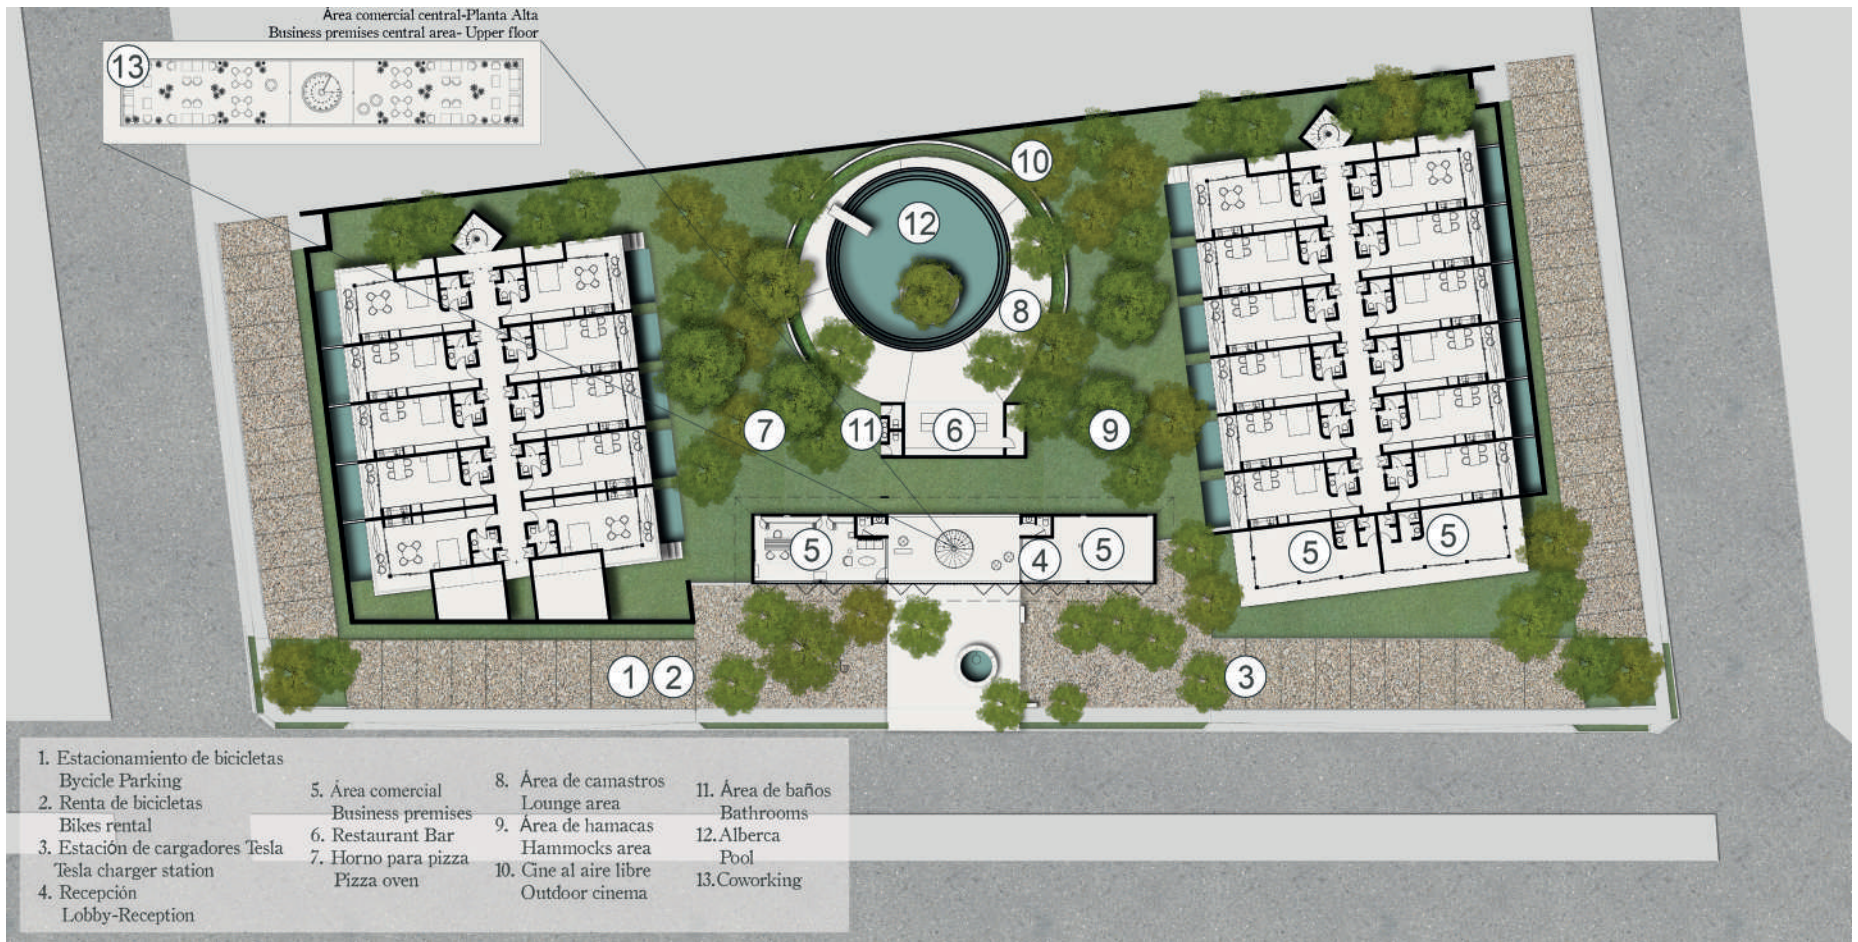 Área comercial central-Planta Alta
Business premises central area- Upper floor
13
10
12
8
7
11
6
9
5
4
5
5
5
1
2
3
1. Estacionamiento de bicicletas
Bycicle Parking
2. Renta de bicicletas
Bikes rental
3. Estación de cargadores Tesla
Tesla charger station
4. Recepción
Lobby-Reception
5. Área comercial
Business premises
6. Restaurant Bar
7. Horno para pizza
Pizza oven
8. Área de camastros
Lounge area
9. Área de hamacas
Hammocks area
10. Cine al aire libre
Outdoor cinema
11. Área de baños
Bathrooms
12. Alberca
Pool
13.Coworking